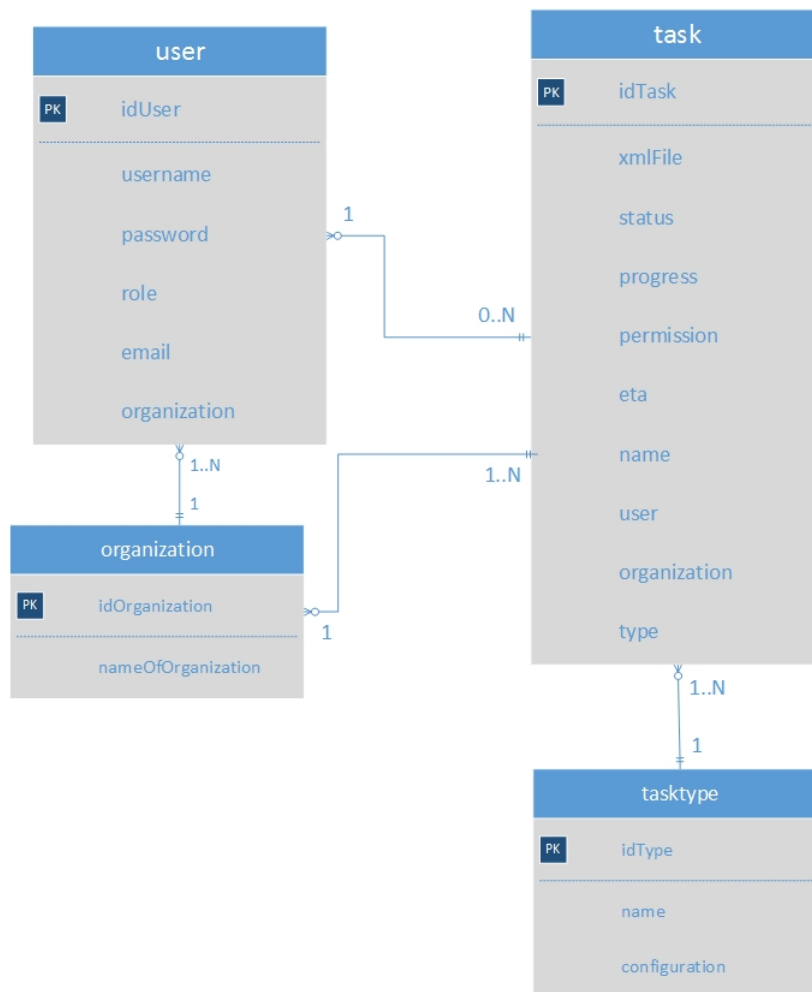 user
PK idUser
username
password
role
email
organization
task
PK idTask
xmlFile
status
progress
permission
eta
name
user
organization
type
1
0..N
1..N
1
1..N
1
organization
PK idOrganization
nameOfOrganization
1..N
1
tasktype
PK idType
name
configuration